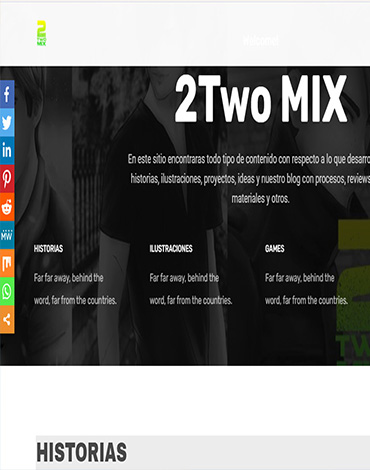 2Two MIX
En este sitio encontraras todo tipo de contenido con respecto a lo que desarro
historias, ilustraciones, proyectos, ideas y nuestro blog con procesos, reviews
materiales y otros.
HISTORIAS
ILUSTRACIONES
GAMES
Far far away, behind the
word, far from the countries.
Far far away, behind the
word, far from the countries.
Far far away, behind the
word, far from the countries.
HISTORIAS